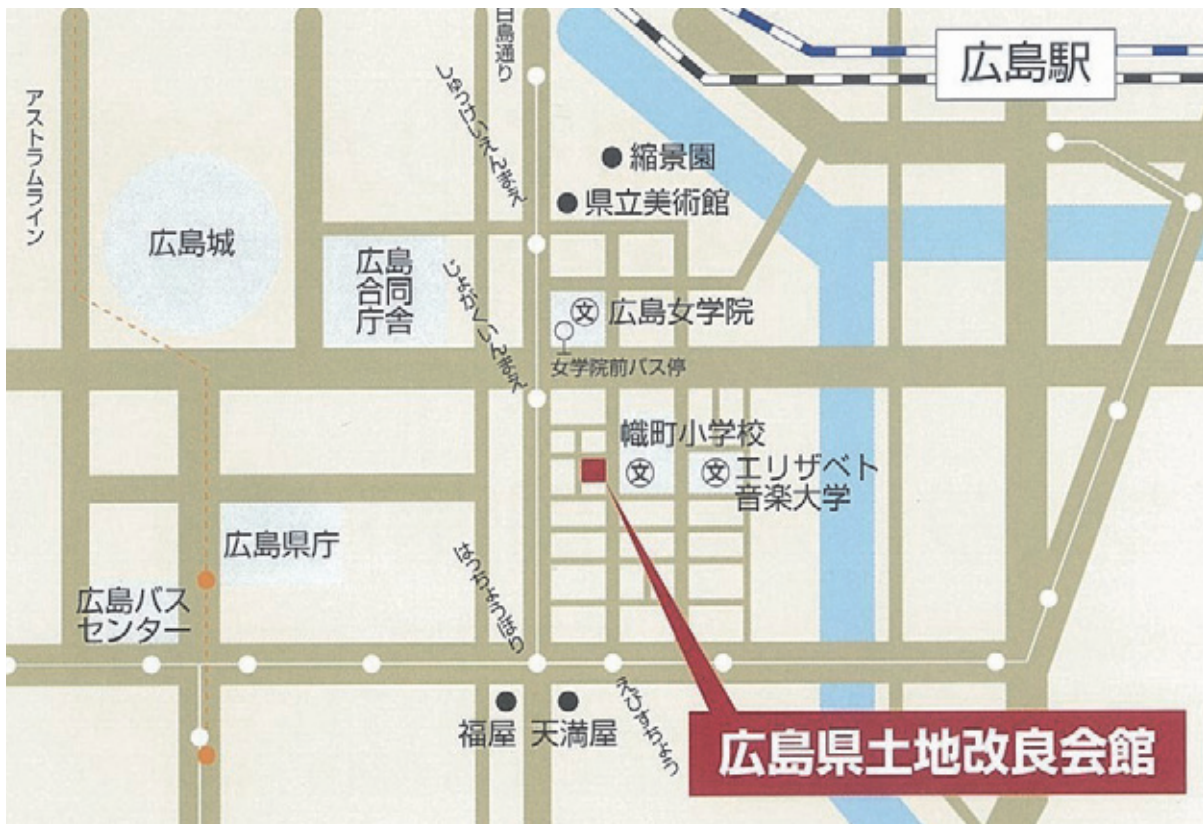 白島通り
広島駅
アストラムライン
しゅっけいえんまえ
縮景園
県立美術館
広島城
広島
合同
庁舎
じょがくいんまえ
文
広島女学院
女学院前バス停
幟町小学校
文
文
エリザベト
音楽大学
広島県庁
はっちょうぼり
広島バス
センター
えびすちょう
福屋
天満屋
広島県土地改良会館